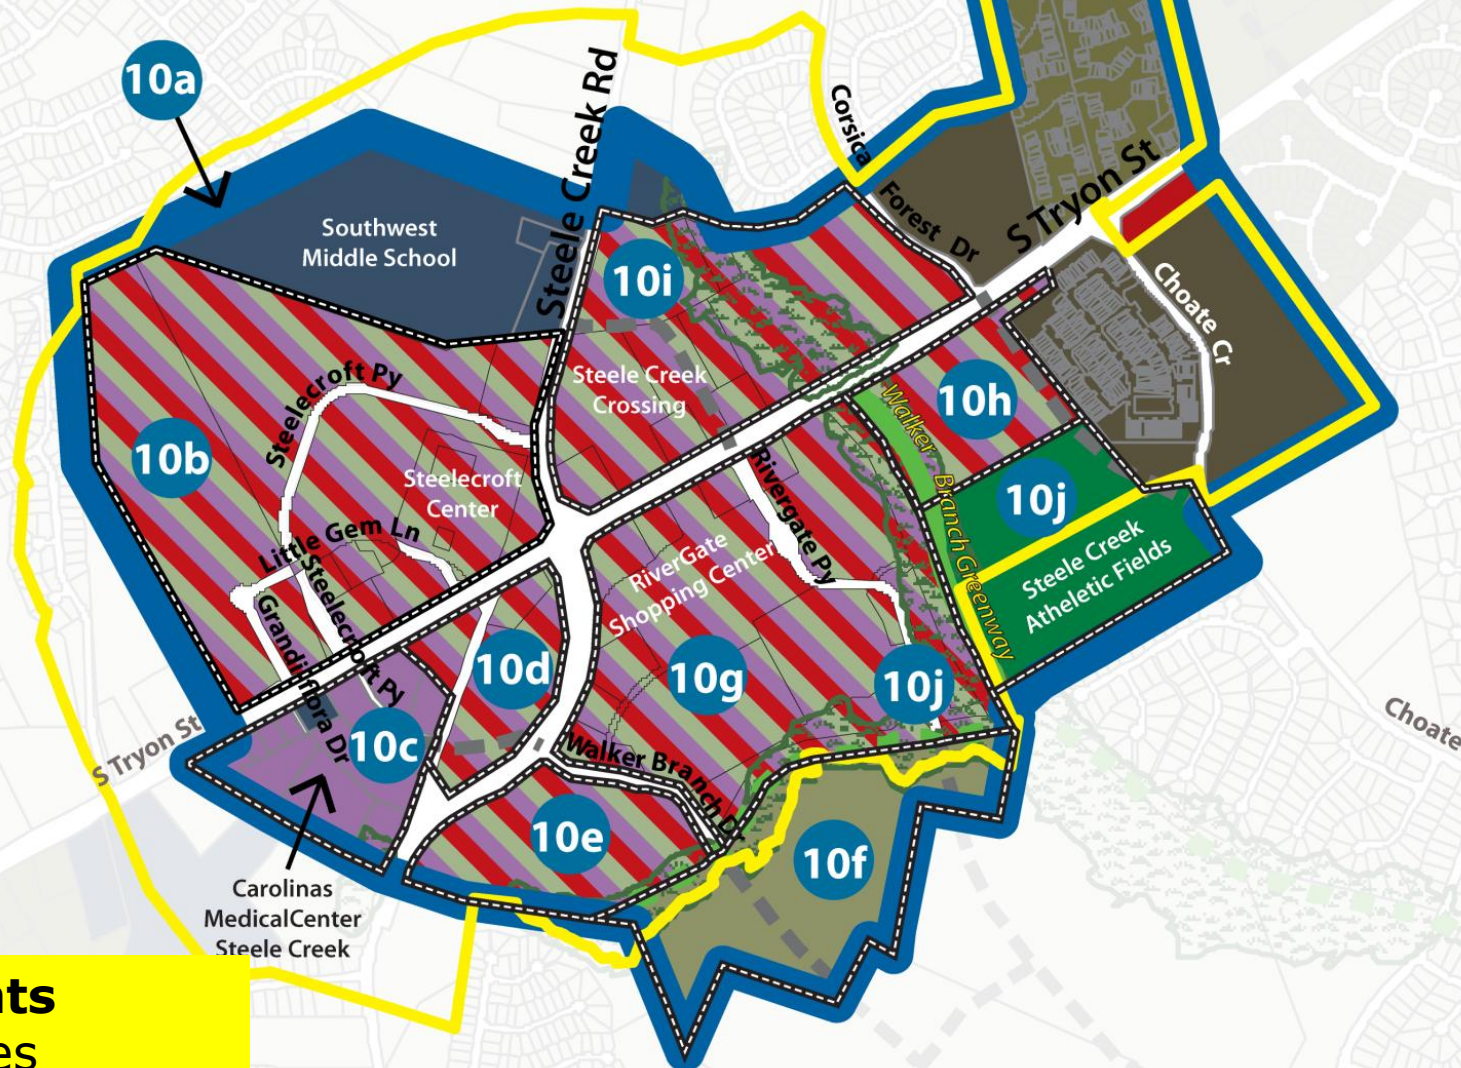 10a
Steele Creek Rd
Corsica
Forest Dr
S Tryon St
Southwest
Middle School
10i
Choate Cr
Steelecroft Py
Steele Creek
Crossing
10h
Walker Branch Greenway
10b
Steelecroft
Center
Rivergate Py
10j
Little Gem Ln
RiverGate
Shopping Center
Steele Creek
Atheletic Fields
Grandiflora Dr
Steelecroft Py
10d
10g
10j
S Tryon St
10c
Choate
Walker Branch Dr
10e
10f
Carolinas
MedicalCenter
Steele Creek
nts
es